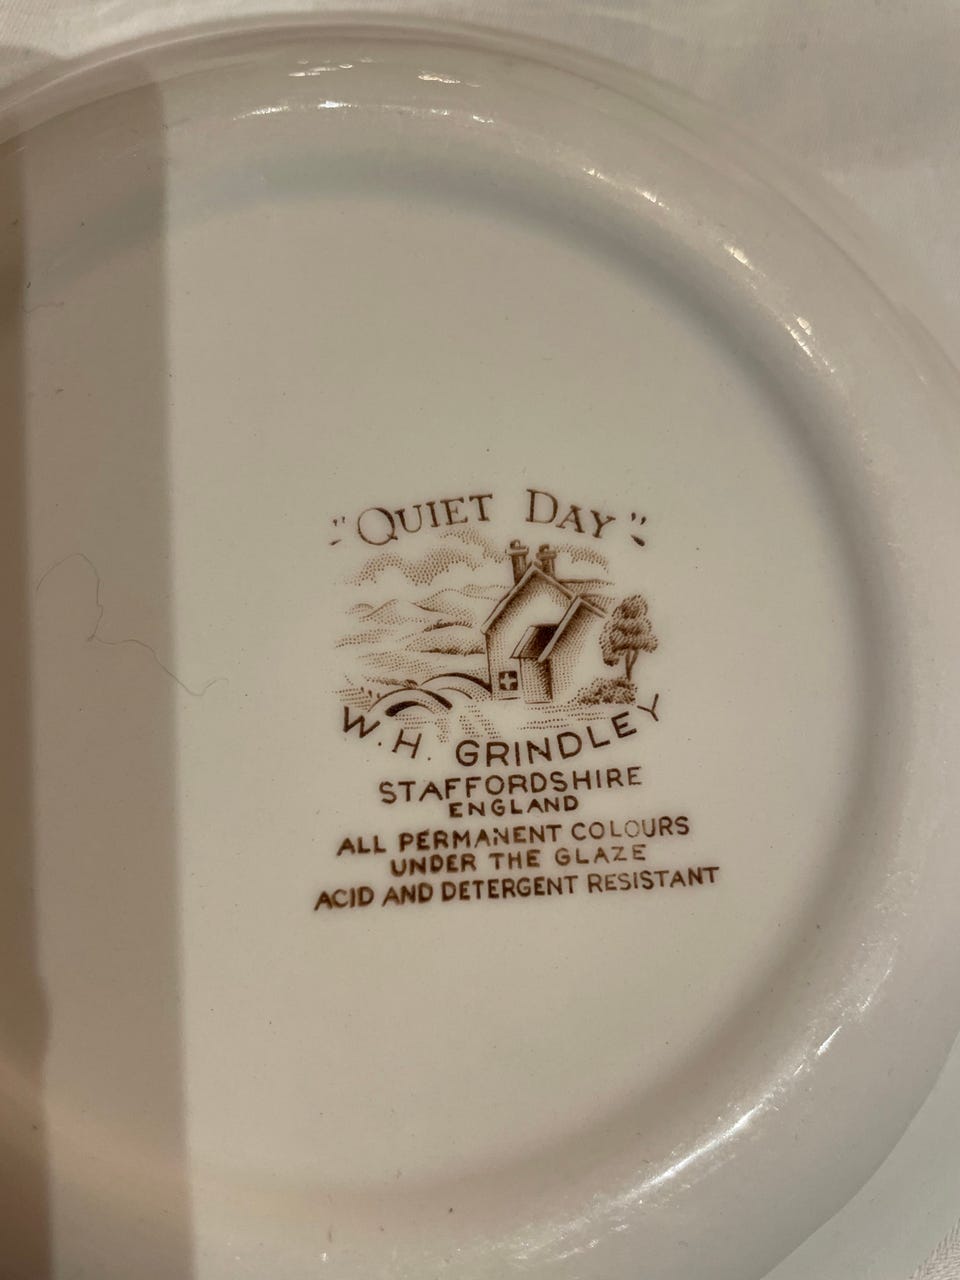 "QUIET DAY"
W.H. GRINDLEY
STAFFORDSHIRE
ENGLAND
ALL PERMANENT COLOURS
UNDER THE GLAZE
ACID AND DETERGENT RESISTANT